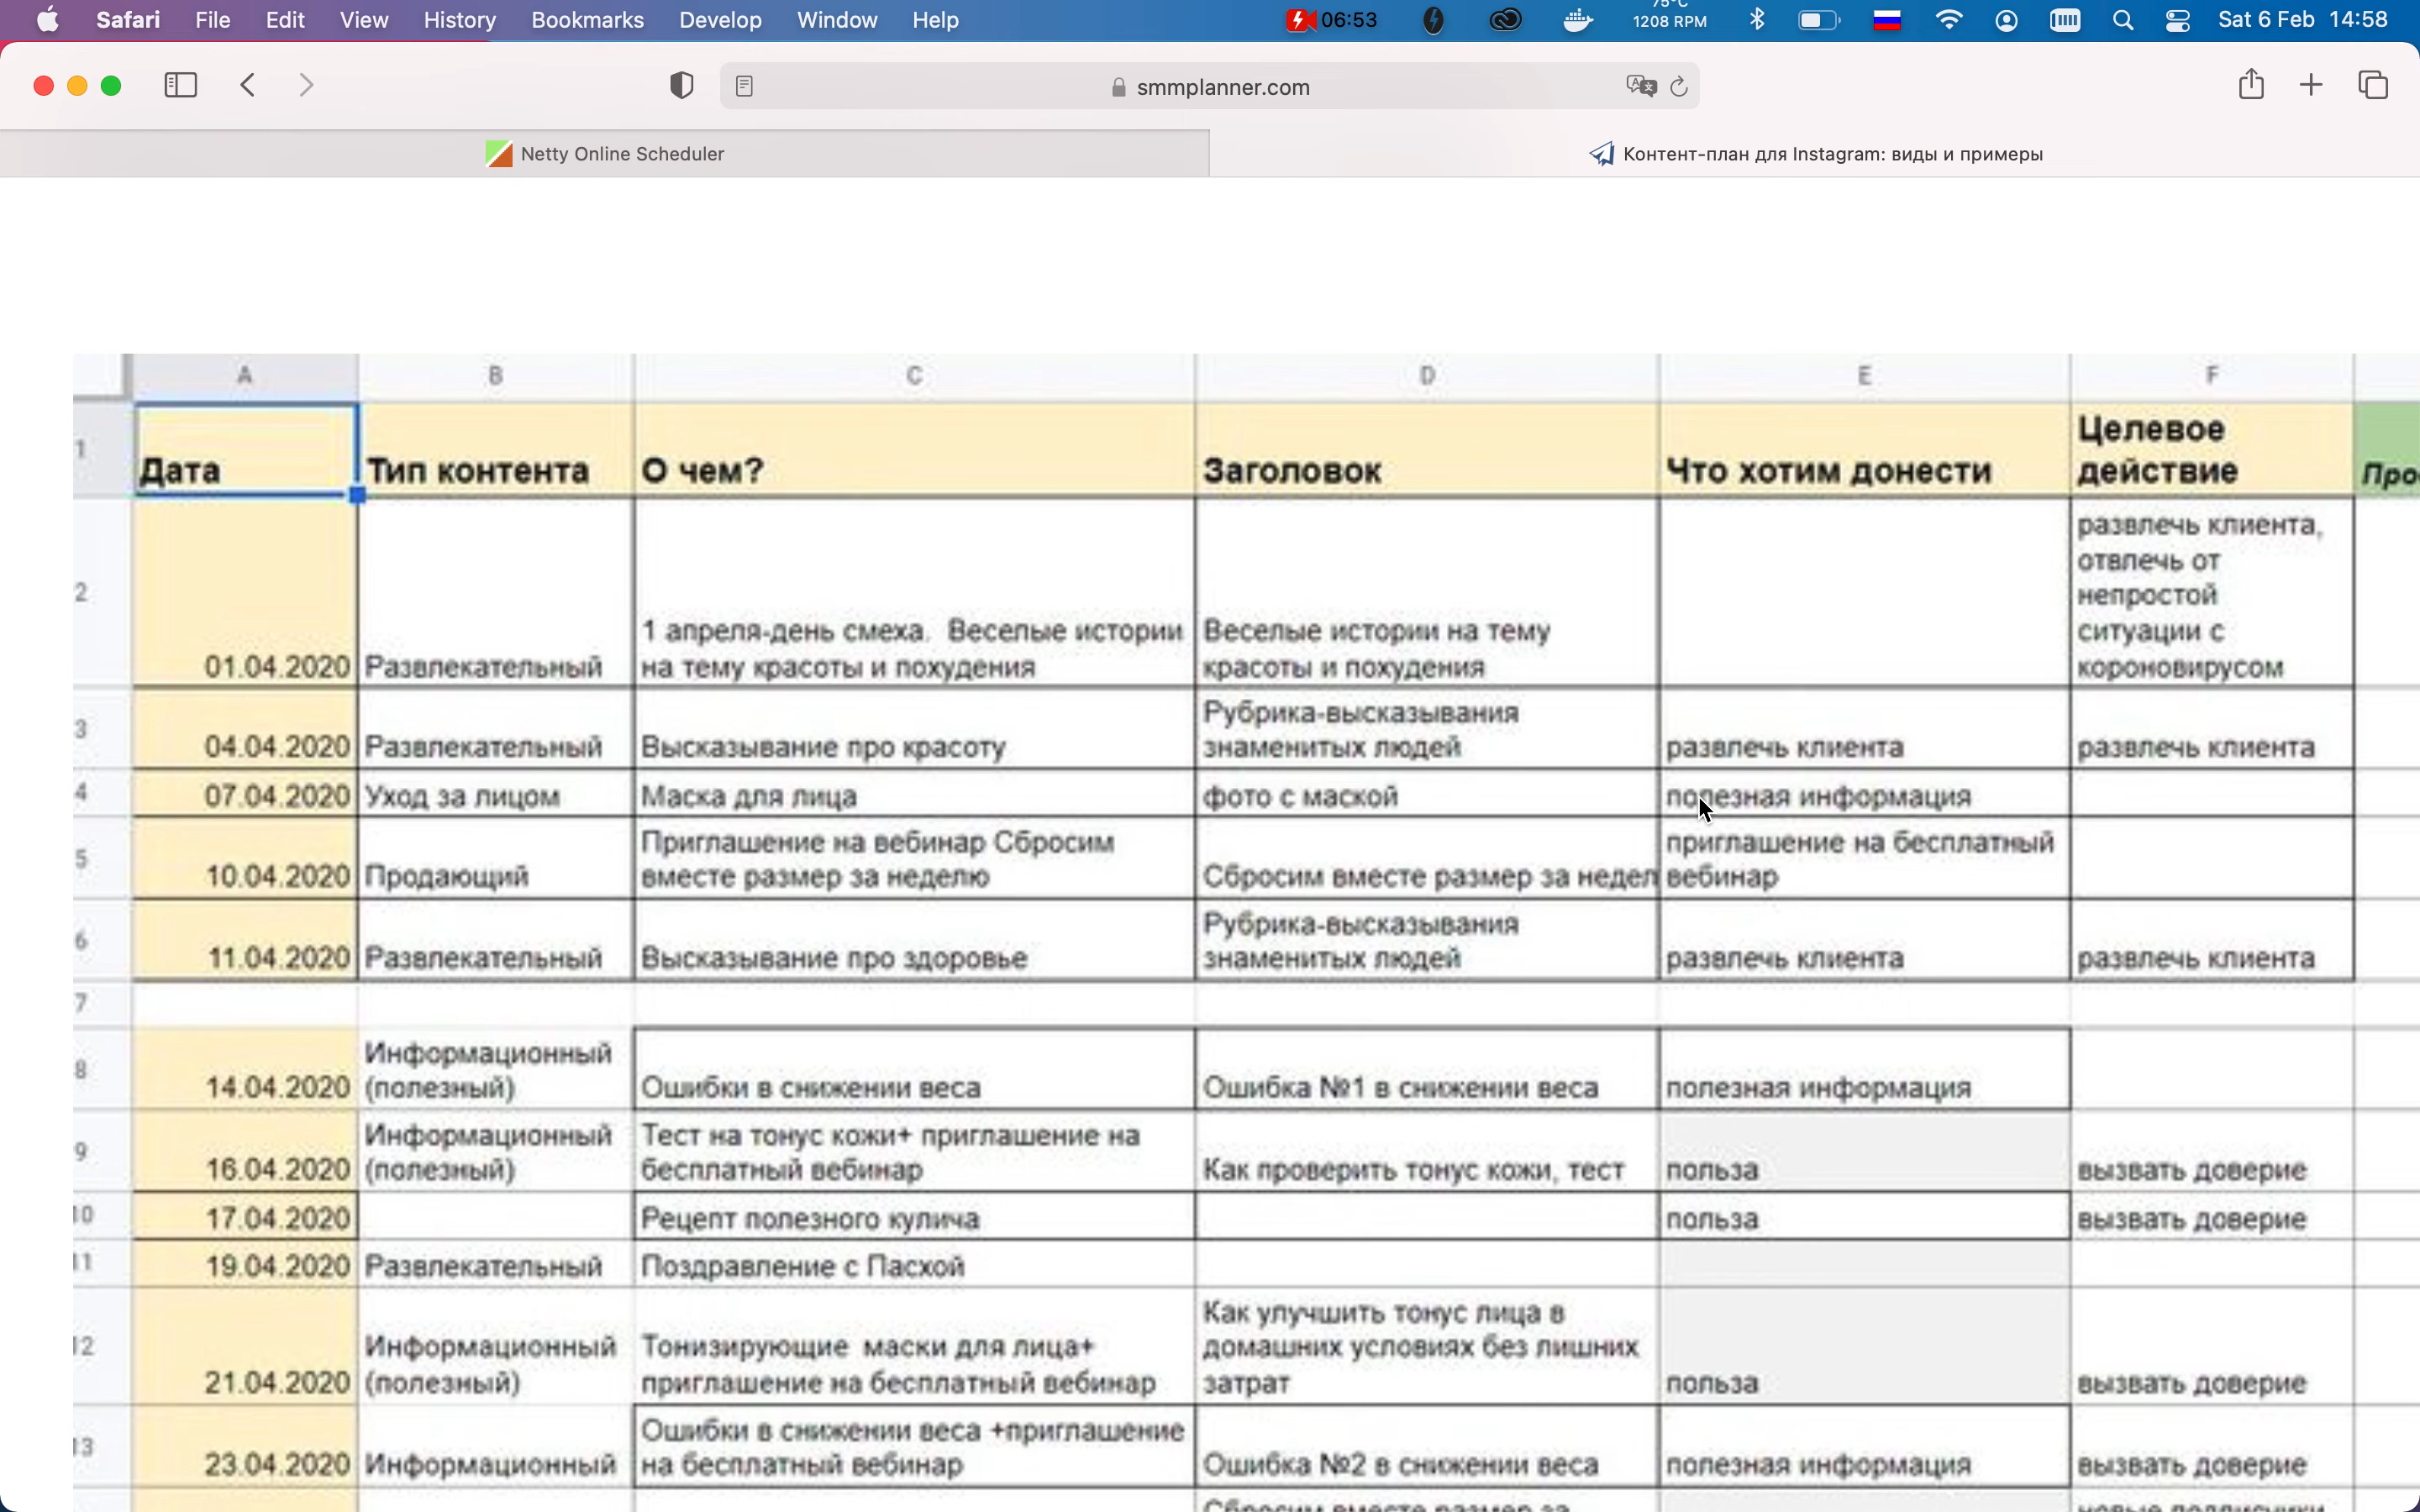 Safari File Edit View History Bookmarks Develop Window Help 06:53 75°C 1208 RPM Sat 6 Feb 14:58
smmplanner.com
Netty Online Scheduler
Контент-план для Instagram: виды и примеры
A B C D E F
1
Дата
Тип контента
О чем?
Заголовок
Что хотим донести
Целевое
действие
2
01.04.2020
Развлекательный
1 апреля-день смеха. Веселые истории
на тему красоты и похудения
Веселые истории на тему
красоты и похудения
развлечь клиента,
отвлечь от
непростой
ситуации с
короновирусом
3
04.04.2020
Развлекательный
Высказывание про красоту
Рубрика-высказывания
знаменитых людей
развлечь клиента
развлечь клиента
4
07.04.2020
Уход за лицом
Маска для лица
фото с маской
полезная информация
5
10.04.2020
Продающий
Приглашение на вебинар Сбросим
вместе размер за неделю
Сбросим вместе размер за недел
приглашение на бесплатный
вебинар
6
11.04.2020
Развлекательный
Высказывание про здоровье
Рубрика-высказывания
знаменитых людей
развлечь клиента
развлечь клиента
7
8
14.04.2020
Информационный
(полезный)
Ошибки в снижении веса
Ошибка №1 в снижении веса
полезная информация
9
16.04.2020
Информационный
(полезный)
Тест на тонус кожи+ приглашение на
бесплатный вебинар
Как проверить тонус кожи, тест
польза
вызвать доверие
10
17.04.2020
Рецепт полезного кулича
польза
вызвать доверие
11
19.04.2020
Развлекательный
Поздравление с Пасхой
12
21.04.2020
Информационный
(полезный)
Тонизирующие маски для лица+
приглашение на бесплатный вебинар
Как улучшить тонус лица в
домашних условиях без лишних
затрат
польза
вызвать доверие
13
23.04.2020
Информационный
Ошибки в снижении веса +приглашение
на бесплатный вебинар
Ошибка №2 в снижении веса
полезная информация
вызвать доверие
Сбросим вместе размер за